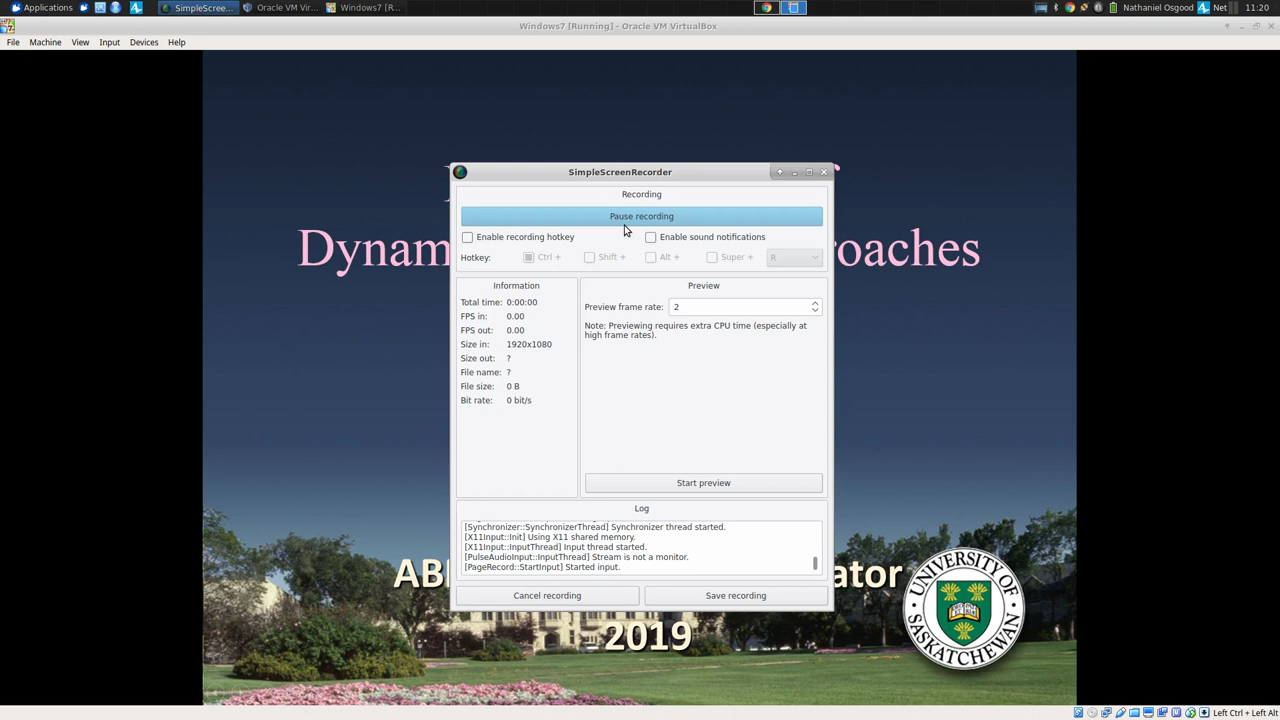 Applications
SimpleScree...
Oracle VM Vir...
Windows7 [R...
Nathaniel Osgood
Net
11:20
Windows7 [Running] - Oracle VM VirtualBox
File
Machine
View
Input
Devices
Help
SimpleScreenRecorder
Recording
Pause recording
Enable recording hotkey
Enable sound notifications
Hotkey:
Ctrl +
Shift +
Alt +
Super +
R
Information
Total time: 0:00:00
FPS in: 0.00
FPS out: 0.00
Size in: 1920x1080
Size out: ?
File name: ?
File size: 0 B
Bit rate: 0 bit/s
Preview
Preview frame rate: 2
Note: Previewing requires extra CPU time (especially at
high frame rates).
Start preview
Log
[Synchronizer::SynchronizerThread] Synchronizer thread started.
[X11Input::Init] Using X11 shared memory.
[X11Input::InputThread] Input thread started.
[PulseAudioInput::InputThread] Stream is not a monitor.
[PageRecord::StartInput] Started input.
Cancel recording
Save recording
2019
UNIVERSITY OF
SASKATCHEWAN
Left Ctrl + Left Alt